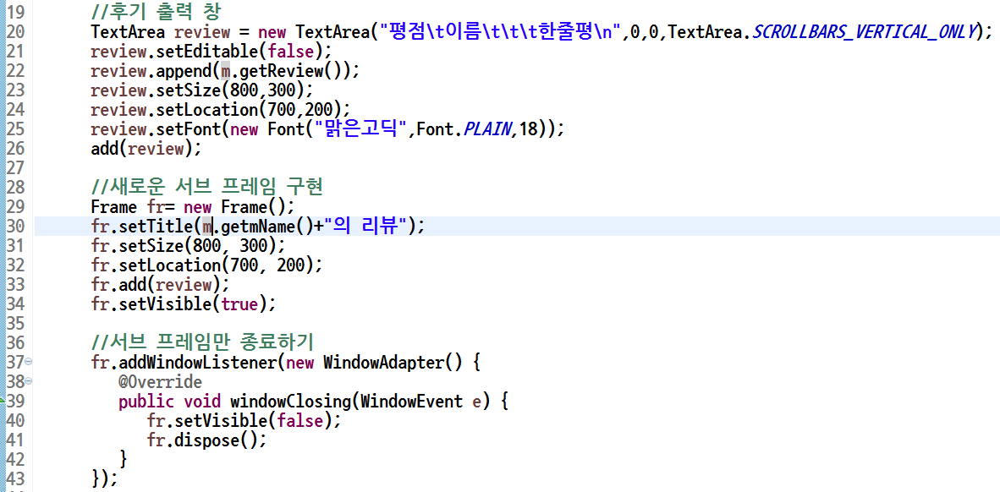 19 //후기 출력 창
20 TextArea review = new TextArea("평점\t이름\t\t\t한줄평\n",0,0,TextArea.SCROLLBARS_VERTICAL_ONLY);
21 review.setEditable(false);
22 review.append(m.getReview());
23 review.setSize(800,300);
24 review.setLocation(700,200);
25 review.setFont(new Font("맑은고딕",Font.PLAIN,18));
26 add(review);
27
28 //새로운 서브 프레임 구현
29 Frame fr= new Frame();
30 fr.setTitle(m.getmName()+"의 리뷰");
31 fr.setSize(800, 300);
32 fr.setLocation(700, 200);
33 fr.add(review);
34 fr.setVisible(true);
35
36 //서브 프레임만 종료하기
37 fr.addWindowListener(new WindowAdapter() {
38 @Override
39 public void windowClosing(WindowEvent e) {
40 fr.setVisible(false);
41 fr.dispose();
42 }
43 });